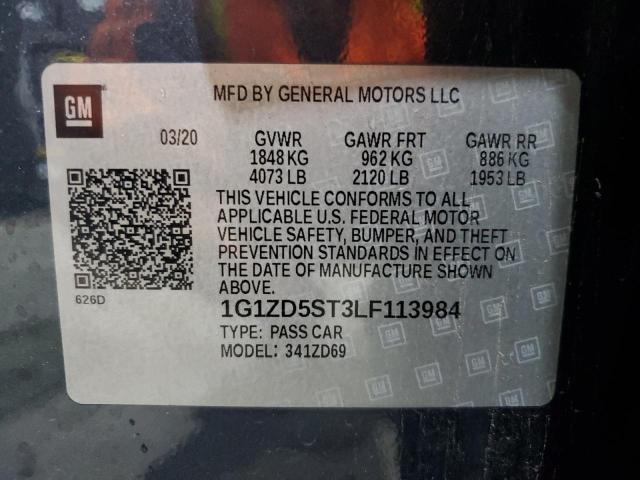 GM
MFD BY GENERAL MOTORS LLC
03/20 GVWR GAWR FRT GAWR RR
1848 KG 962 KG 886 KG
4073 LB 2120 LB 1953 LB
THIS VEHICLE CONFORMS TO ALL
APPLICABLE U.S. FEDERAL MOTOR
VEHICLE SAFETY, BUMPER, AND THEFT
PREVENTION STANDARDS IN EFFECT ON
THE DATE OF MANUFACTURE SHOWN
ABOVE.
626D
1G1ZD5ST3LF113984
TYPE: PASS CAR
MODEL: 341ZD69